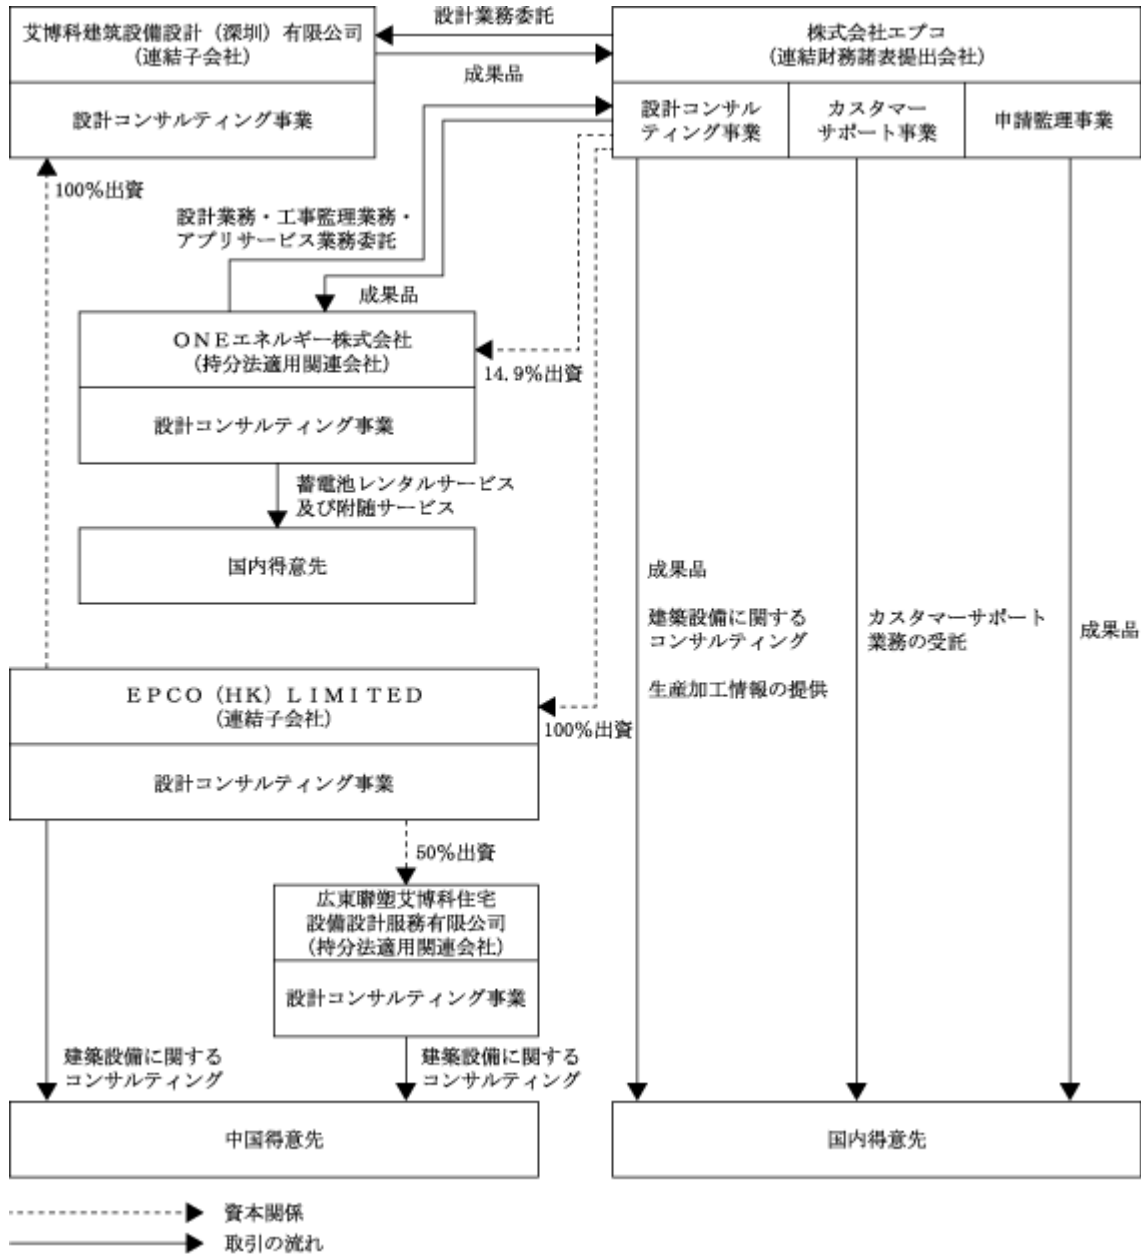 設計業務委託
艾博科建筑設備設計（深圳）有限公司
（連結子会社）
株式会社エプコ
（連結財務諸表提出会社）
成果品
設計コンサルティング事業
設計コンサル
ティング事業
カスタマー
サポート事業
申請監理事業
100％出資
設計業務・工事監理業務・
アプリサービス業務委託
成果品
ＯＮＥエネルギー株式会社
（持分法適用関連会社）
14.9％出資
設計コンサルティング事業
蓄電池レンタルサービス
及び附随サービス
国内得意先
成果品
建築設備に関する
コンサルティング
生産加工情報の提供
カスタマーサポート
業務の受託
成果品
ＥＰＣＯ（ＨＫ）ＬＩＭＩＴＥＤ
（連結子会社）
100％出資
設計コンサルティング事業
50％出資
広東聯塑艾博科住宅
設備設計服務有限公司
（持分法適用関連会社）
設計コンサルティング事業
建築設備に関する
コンサルティング
建築設備に関する
コンサルティング
中国得意先
国内得意先
資本関係
取引の流れ